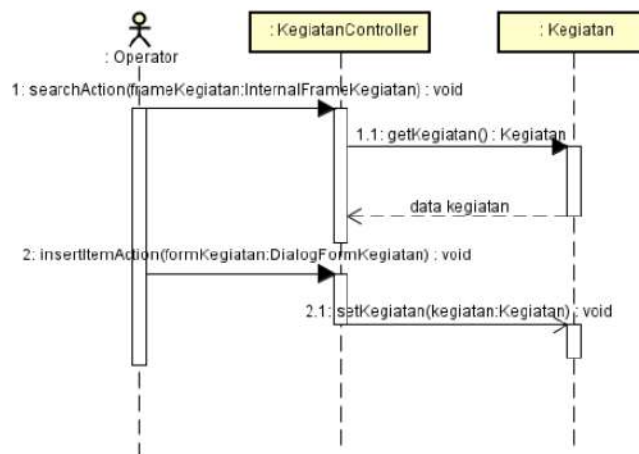 : Operator
: KegiatanController
: Kegiatan
1: searchAction(frameKegiatan:InternalFrameKegiatan) : void
1.1: getKegiatan() : Kegiatan
data kegiatan
2: insertItemAction(formKegiatan:DialogFormKegiatan) : void
2.1: setKegiatan(kegiatan:Kegiatan) : void